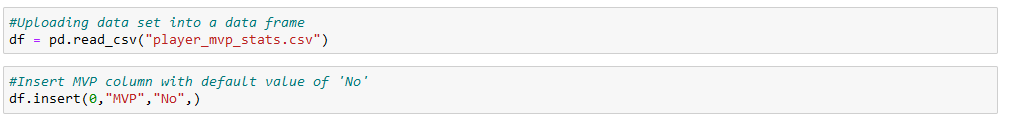 #Uploading data set into a data frame
df = pd.read_csv("player_mvp_stats.csv")
#Insert MVP column with default value of 'No'
df.insert(0,"MVP","No",)